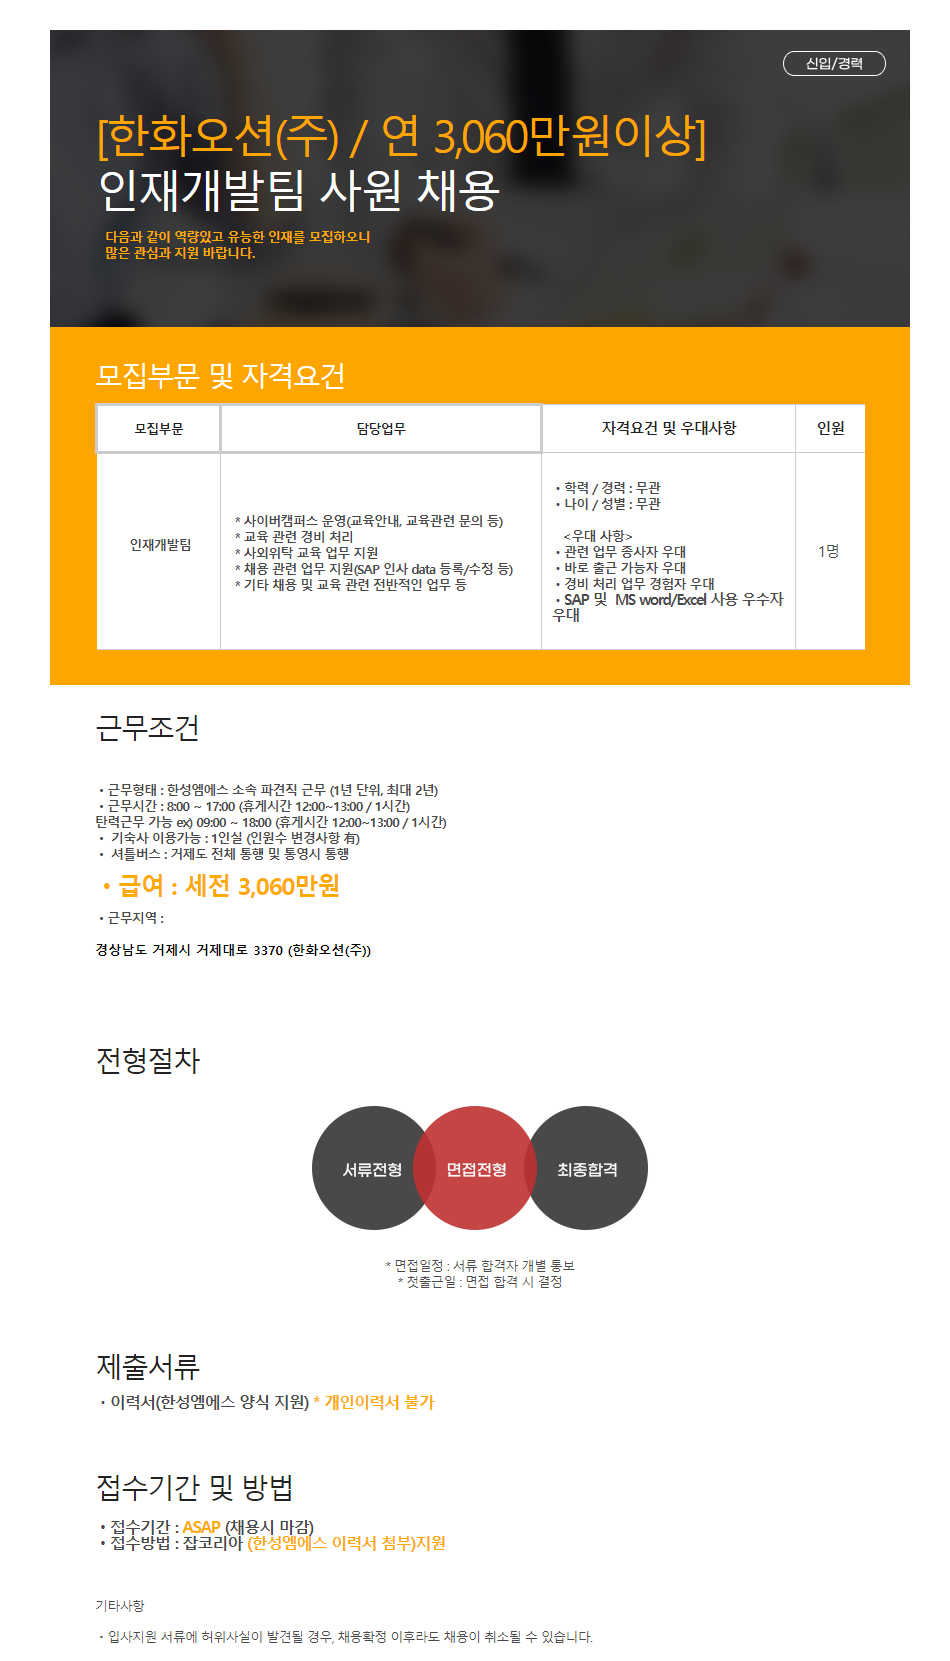 신입/경력
[한화오션(주) / 연 3,060만원이상]
인재개발팀 사원 채용
다음과 같이 역량있고 유능한 인재를 모집하오니
많은 관심과 지원 바랍니다.
모집부문 및 자격요건
모집부문
담당업무
자격요건 및 우대사항
인원
인재개발팀
* 사이버캠퍼스 운영(교육안내, 교육관련 문의 등)
* 교육 관련 경비 처리
* 사외위탁 교육 업무 지원
* 채용 관련 업무 지원(SAP 인사 data 등록/수정 등)
* 기타 채용 및 교육 관련 전반적인 업무 등
• 학력 / 경력 : 무관
• 나이 / 성별 : 무관
<우대 사항>
• 관련 업무 종사자 우대
• 바로 출근 가능자 우대
• 경비 처리 업무 경험자 우대
• SAP 및 MS word/Excel 사용 우수자
우대
1명
근무조건
• 근무형태 : 한성엠에스 소속 파견직 근무 (1년 단위, 최대 2년)
• 근무시간 : 8:00 ~ 17:00 (휴게시간 12:00~13:00 / 1시간)
탄력근무 가능 ex) 09:00 ~ 18:00 (휴게시간 12:00~13:00 / 1시간)
• 기숙사 이용가능 : 1인실 (인원수 변경사항 有)
• 셔틀버스 : 거제도 전체 통행 및 통영시 통행
• 급여 : 세전 3,060만원
• 근무지역 :
경상남도 거제시 거제대로 3370 (한화오션(주))
전형절차
서류전형
면접전형
최종합격
* 면접일정 : 서류 합격자 개별 통보
* 첫출근일 : 면접 합격 시 결정
제출서류
• 이력서(한성엠에스 양식 지원) * 개인이력서 불가
접수기간 및 방법
• 접수기간 : ASAP (채용시 마감)
• 접수방법 : 잡코리아 (한성엠에스 이력서 첨부)지원
기타사항
• 입사지원 서류에 허위사실이 발견될 경우, 채용확정 이후라도 채용이 취소될 수 있습니다.